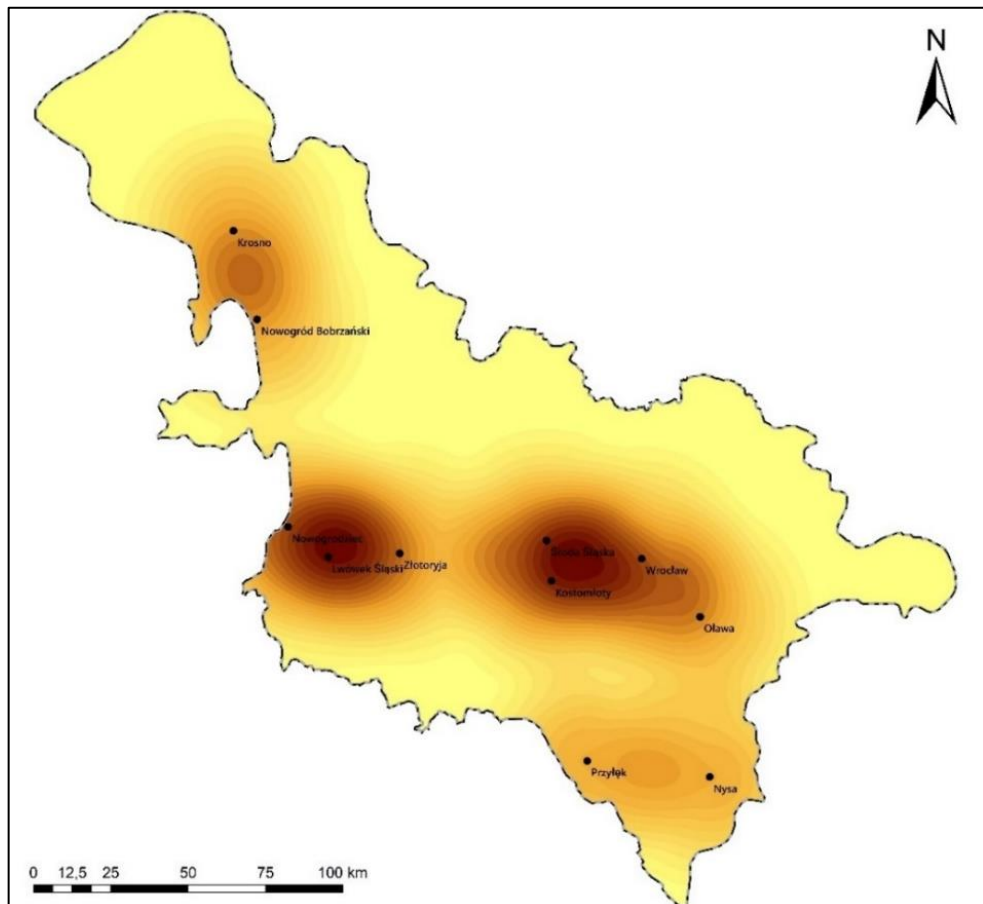 N
Krosno
Nowogród Bobrzański
Nowogrodziec
Lwówek Śląski
Złotoryja
Środa Śląska
Kostomłoty
Wrocław
Oława
Przyłęk
Nysa
0 12,5 25 50 75 100 km